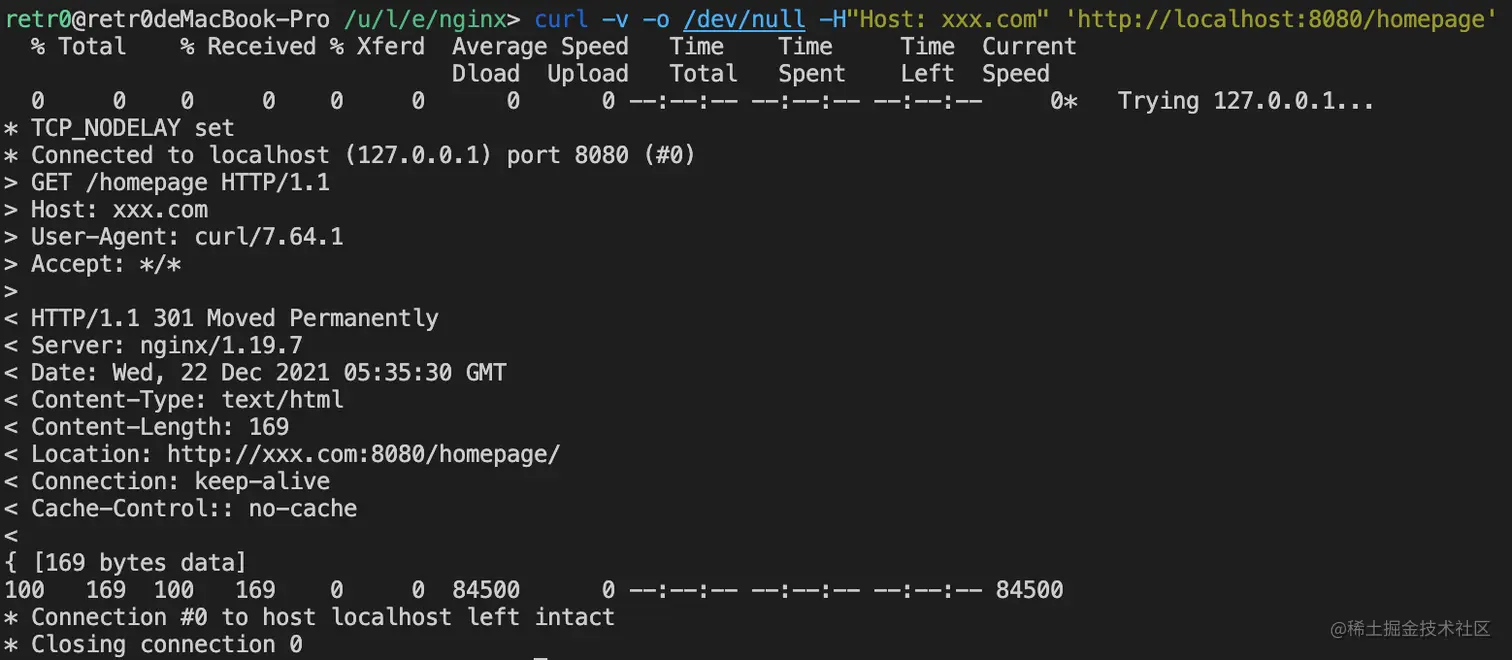 retr0@retr0deMacBook-Pro /u/l/e/nginx> curl -v -o /dev/null -H"Host: xxx.com" 'http://localhost:8080/homepage'
  % Total    % Received % Xferd  Average Speed   Time    Time     Time  Current
                                 Dload  Upload   Total   Spent    Left  Speed
  0     0    0     0    0     0      0      0 --:--:-- --:--:-- --:--:--     0*   Trying 127.0.0.1...
* TCP_NODELAY set
* Connected to localhost (127.0.0.1) port 8080 (#0)
> GET /homepage HTTP/1.1
> Host: xxx.com
> User-Agent: curl/7.64.1
> Accept: */*
>
< HTTP/1.1 301 Moved Permanently
< Server: nginx/1.19.7
< Date: Wed, 22 Dec 2021 05:35:30 GMT
< Content-Type: text/html
< Content-Length: 169
< Location: http://xxx.com:8080/homepage/
< Connection: keep-alive
< Cache-Control:: no-cache
<
{ [169 bytes data]
100   169  100   169    0     0  84500      0 --:--:-- --:--:-- --:--:-- 84500
* Connection #0 to host localhost left intact
* Closing connection 0
@稀土掘金技术社区